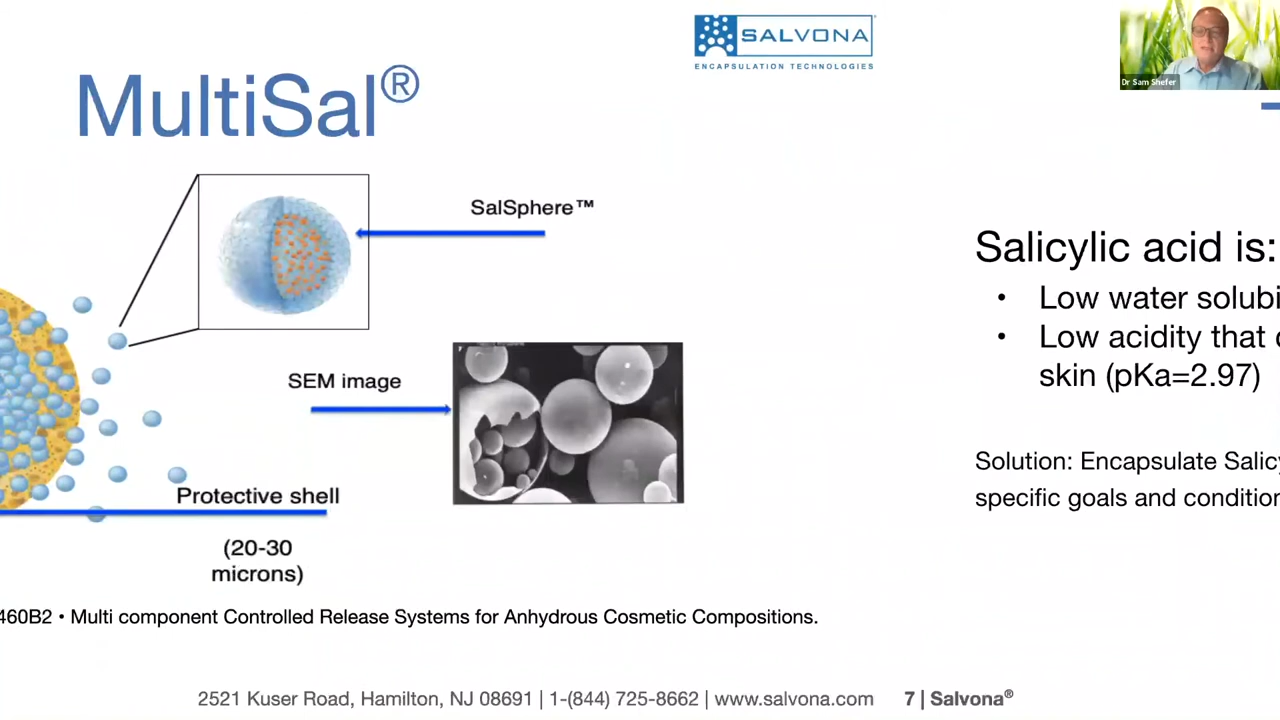 SALVONA
ENCAPSULATION TECHNOLOGIES
Dr Sam Shefer
MultiSal®
SalSphere™
SEM image
Protective shell
(20-30
microns)
460B2 • Multi component Controlled Release Systems for Anhydrous Cosmetic Compositions.
Salicylic acid is:
• Low water solubi
• Low acidity that
skin (pKa=2.97)
Solution: Encapsulate Salicy
specific goals and condition
2521 Kuser Road, Hamilton, NJ 08691 | 1-(844) 725-8662 | www.salvona.com 7 | Salvona®